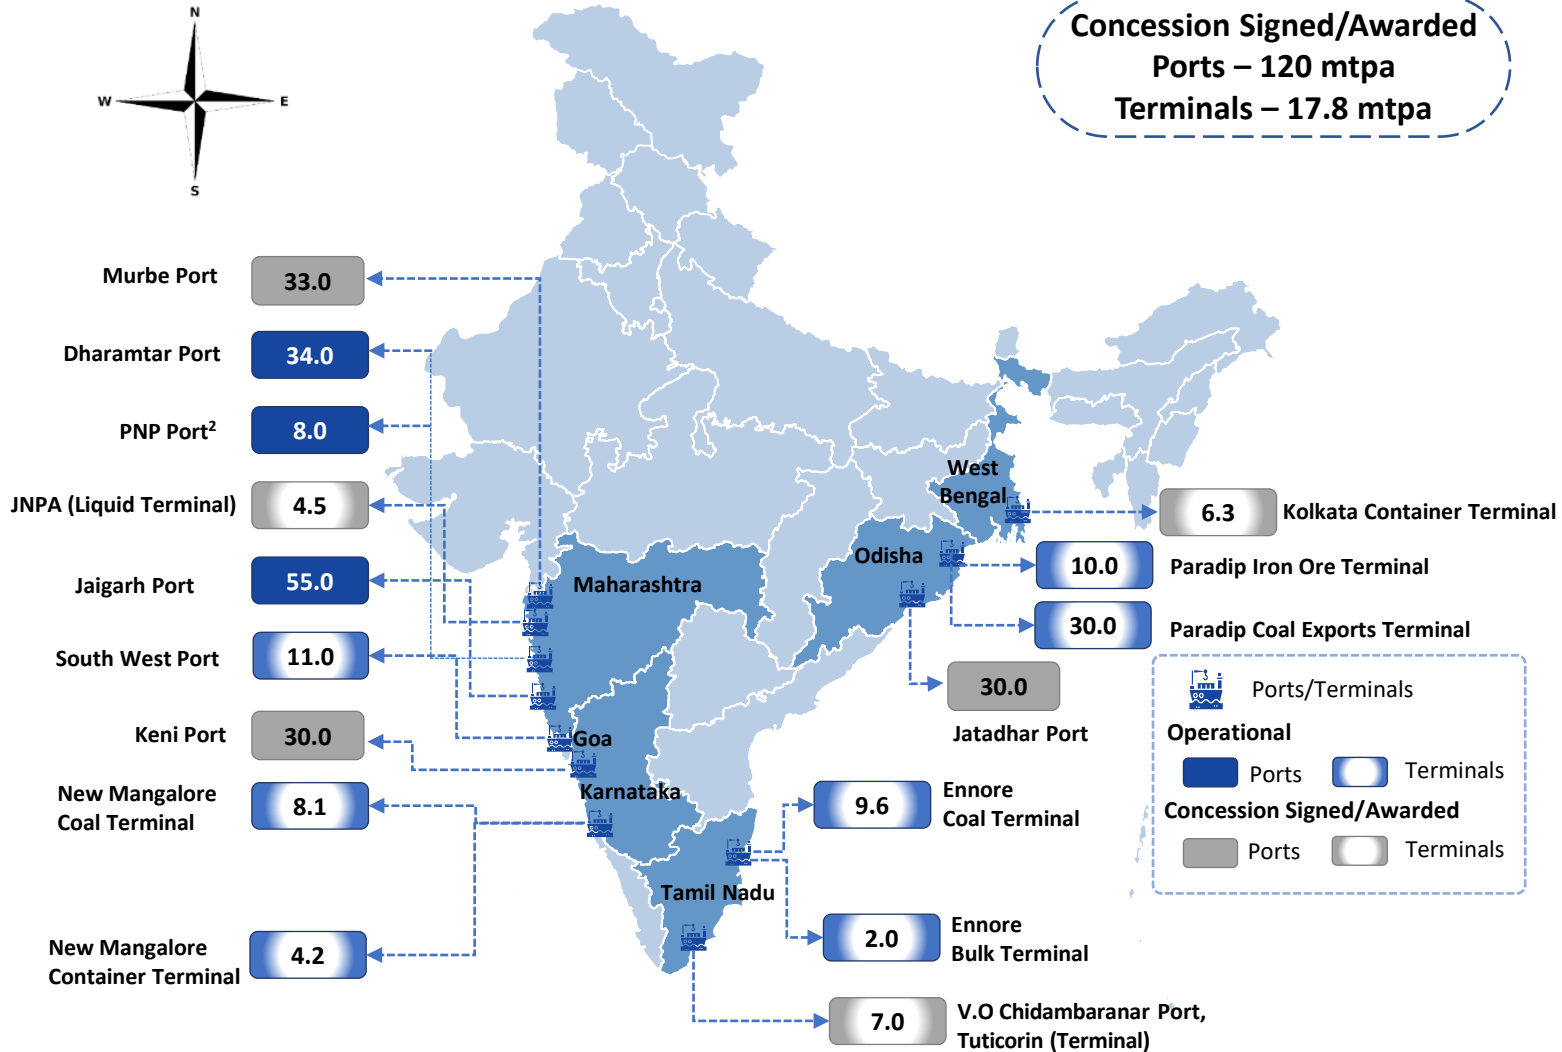 N
W
E
S
Concession Signed/Awarded
Ports – 120 mtpa
Terminals – 17.8 mtpa
Murbe Port
33.0
Dharamtar Port
34.0
PNP Port²
8.0
JNPA (Liquid Terminal)
4.5
Jaigarh Port
55.0
South West Port
11.0
Keni Port
30.0
New Mangalore
Coal Terminal
8.1
New Mangalore
Container Terminal
4.2
West
Bengal
Odisha
Maharashtra
Goa
Karnataka
Tamil Nadu
6.3
Kolkata Container Terminal
10.0
Paradip Iron Ore Terminal
30.0
Paradip Coal Exports Terminal
30.0
Jatadhar Port
9.6
Ennore
Coal Terminal
2.0
Ennore
Bulk Terminal
7.0
V.O Chidambaranar Port,
Tuticorin (Terminal)
Ports/Terminals
Operational
Ports
Terminals
Concession Signed/Awarded
Ports
Terminals